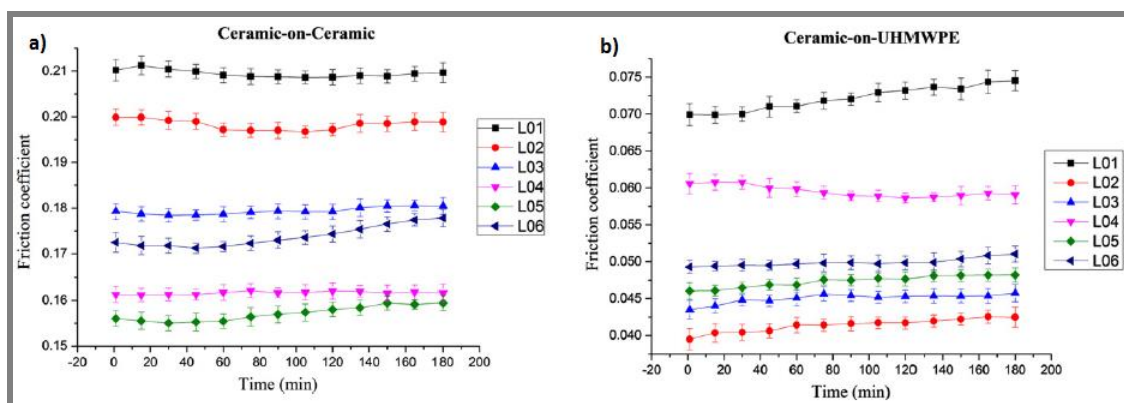 a)
Ceramic-on-Ceramic
Friction coefficient
0.21
0.20
0.19
0.18
0.17
0.16
0.15
-20 0 20 40 60 80 100 120 140 160 180 200
Time (min)
L01
L02
L03
L04
L05
L06
b)
Ceramic-on-UHMWPE
Friction coefficient
0.075
0.070
0.065
0.060
0.055
0.050
0.045
0.040
-20 0 20 40 60 80 100 120 140 160 180 200
Time (min)
L01
L02
L03
L04
L05
L06